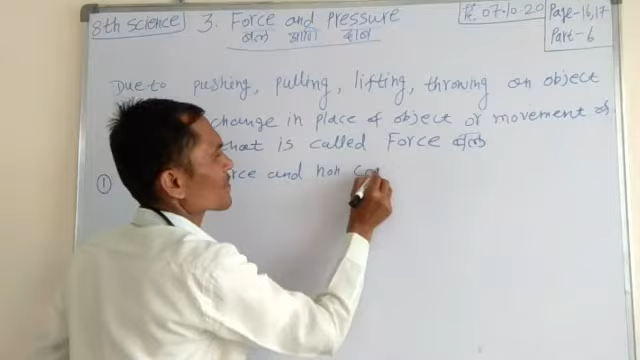 8th Science
3. Force and Pressure
बल आणि दाब
07.10.20
Page-16,17
Part-6
Due to pushing, pulling, lifting, throwing on object
change in place of object or movement of
that is called Force बल
① rce and non co